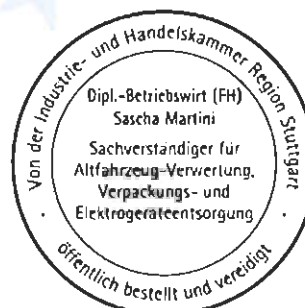 Von der Industrie- und Handelskammer Region Stuttgart
Dipl.-Betriebswirt (FH)
Sascha Martini
Sachverständiger für
Altfahrzeug-Verwertung,
Verpackungs- und
Elektrogeräteentsorgung
öffentlich bestellt und vereidigt